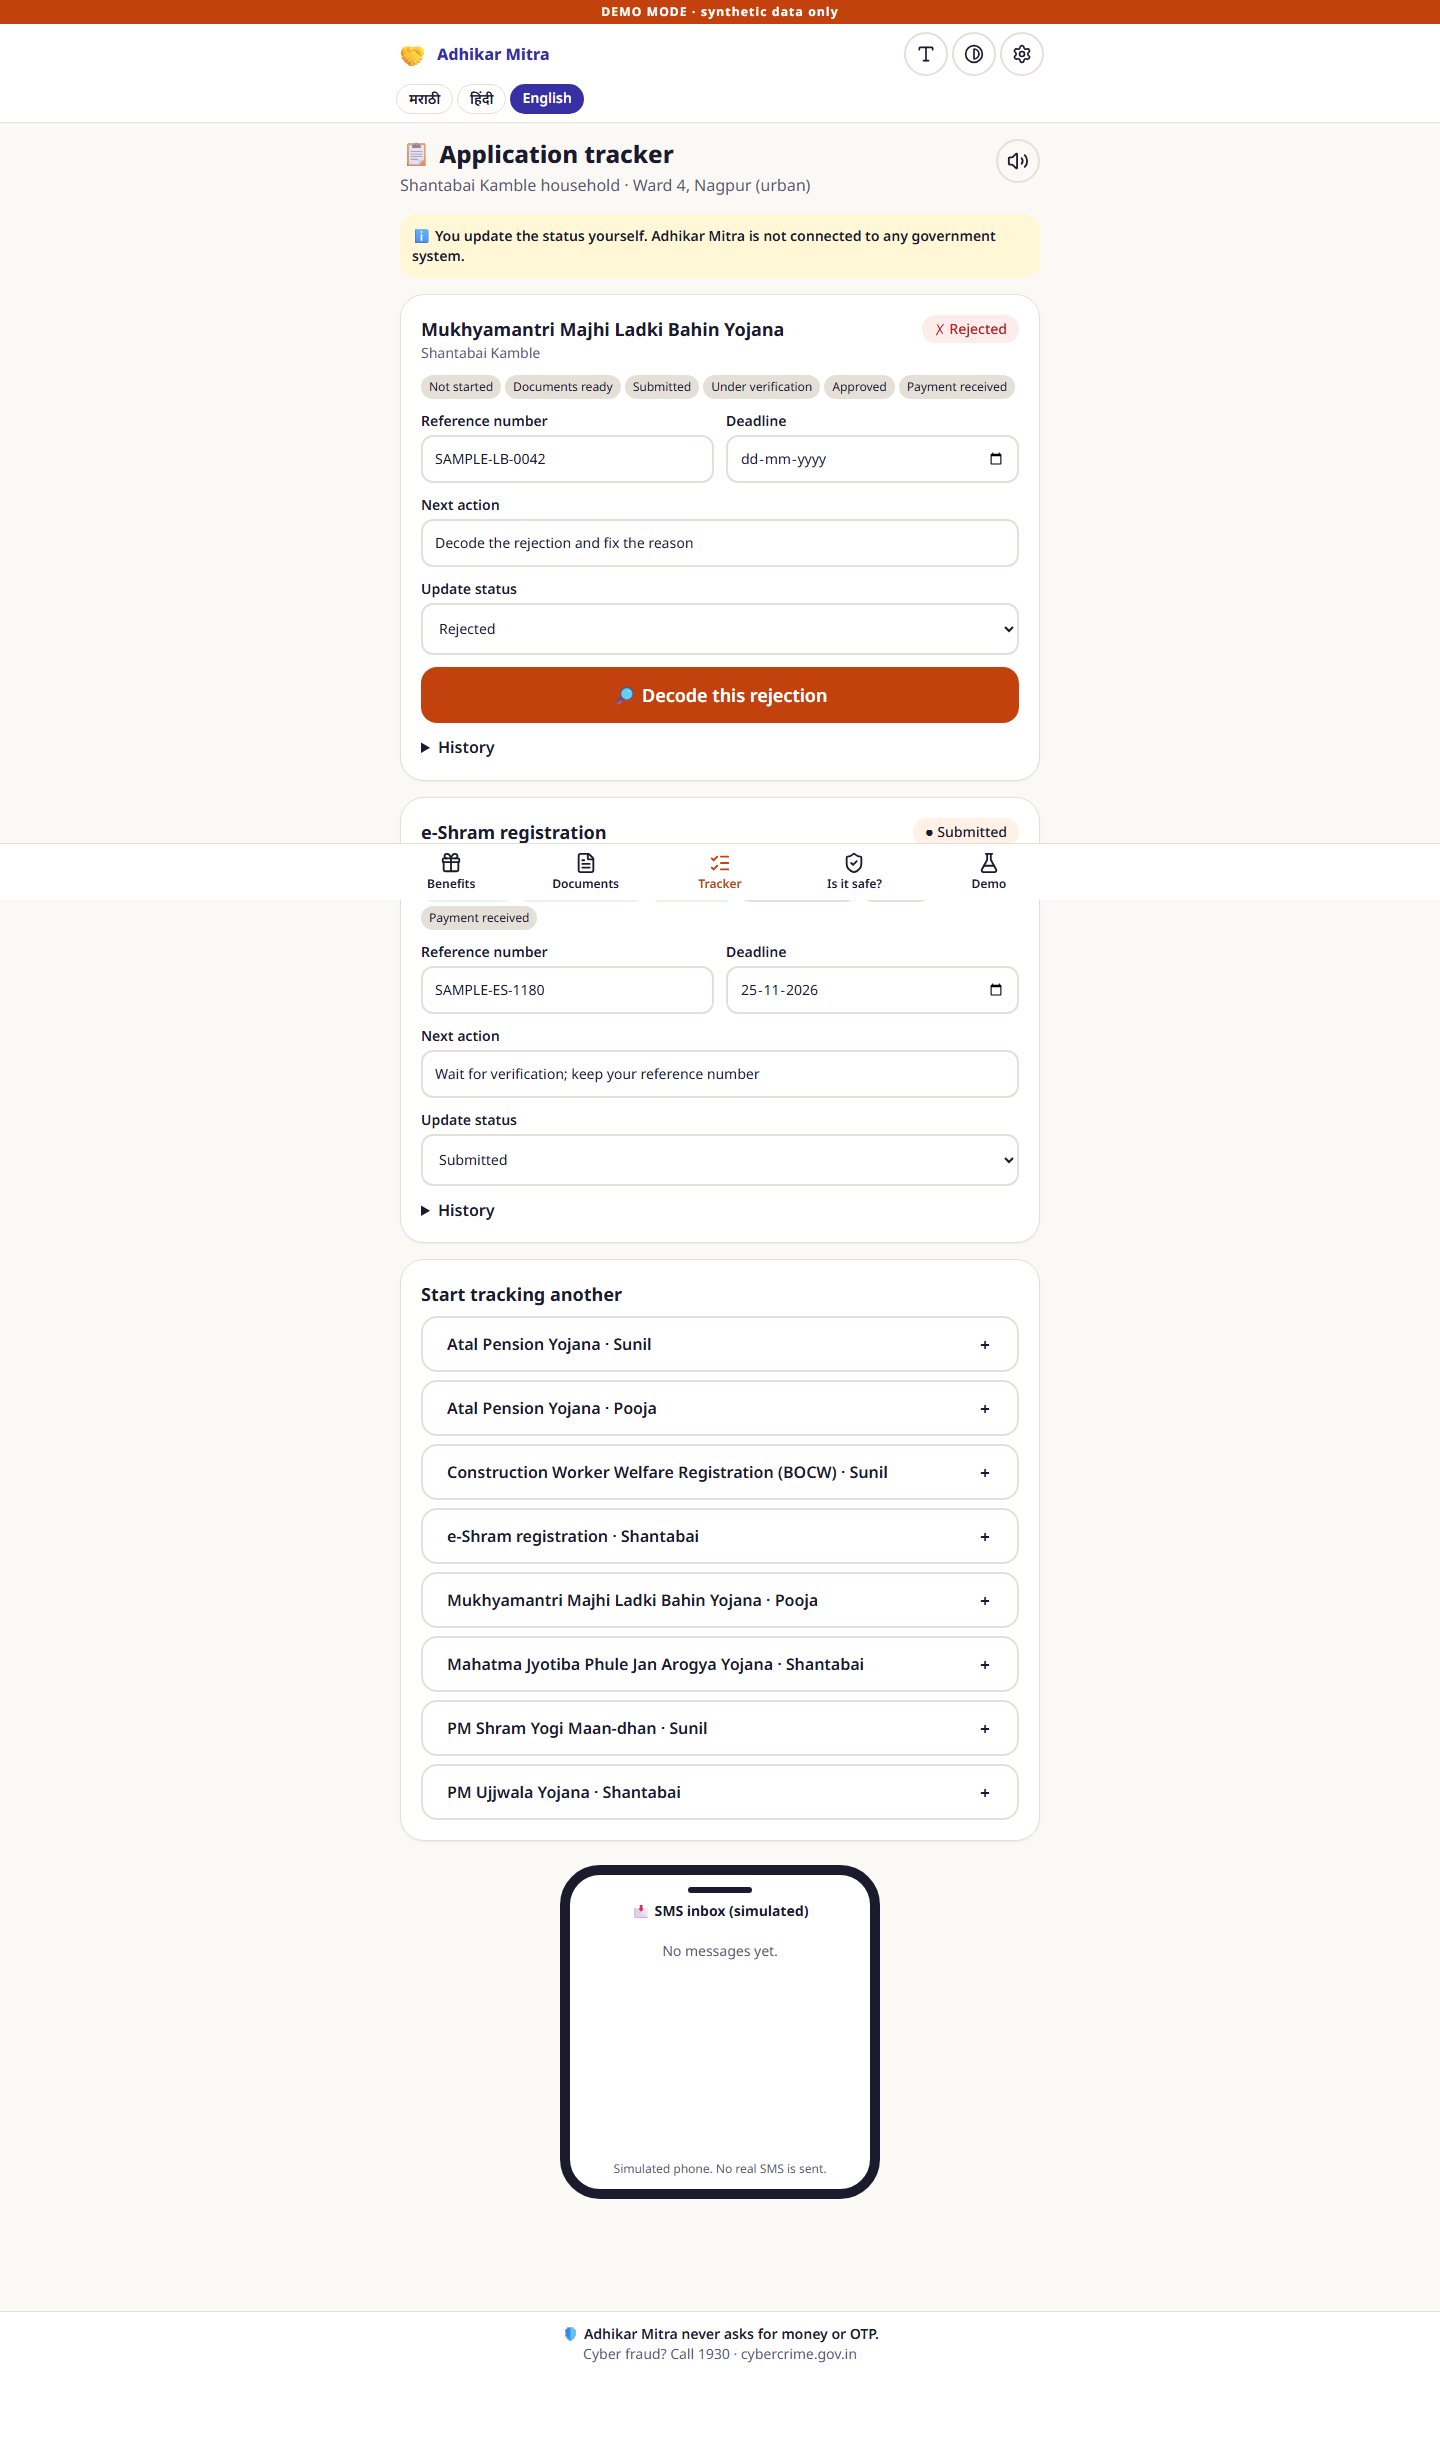 DEMO MODE · synthetic data only
Adhikar Mitra
मराठी हिंदी English
Application tracker
Shantabai Kamble household · Ward 4, Nagpur (urban)
You update the status yourself. Adhikar Mitra is not connected to any government
system.
Mukhyamantri Majhi Ladki Bahin Yojana
✗ Rejected
Shantabai Kamble
Not started Documents ready Submitted Under verification Approved Payment received
Reference number Deadline
SAMPLE-LB-0042 dd-mm-yyyy
Next action
Decode the rejection and fix the reason
Update status
Rejected
Decode this rejection
History
e-Shram registration
● Submitted
Benefits Documents Tracker Is it safe? Demo
Payment received
Reference number Deadline
SAMPLE-ES-1180 25-11-2026
Next action
Wait for verification; keep your reference number
Update status
Submitted
History
Start tracking another
Atal Pension Yojana · Sunil +
Atal Pension Yojana · Pooja +
Construction Worker Welfare Registration (BOCW) · Sunil +
e-Shram registration · Shantabai +
Mukhyamantri Majhi Ladki Bahin Yojana · Pooja +
Mahatma Jyotiba Phule Jan Arogya Yojana · Shantabai +
PM Shram Yogi Maan-dhan · Sunil +
PM Ujjwala Yojana · Shantabai +
SMS inbox (simulated)
No messages yet.
Simulated phone. No real SMS is sent.
Adhikar Mitra never asks for money or OTP.
Cyber fraud? Call 1930 · cybercrime.gov.in